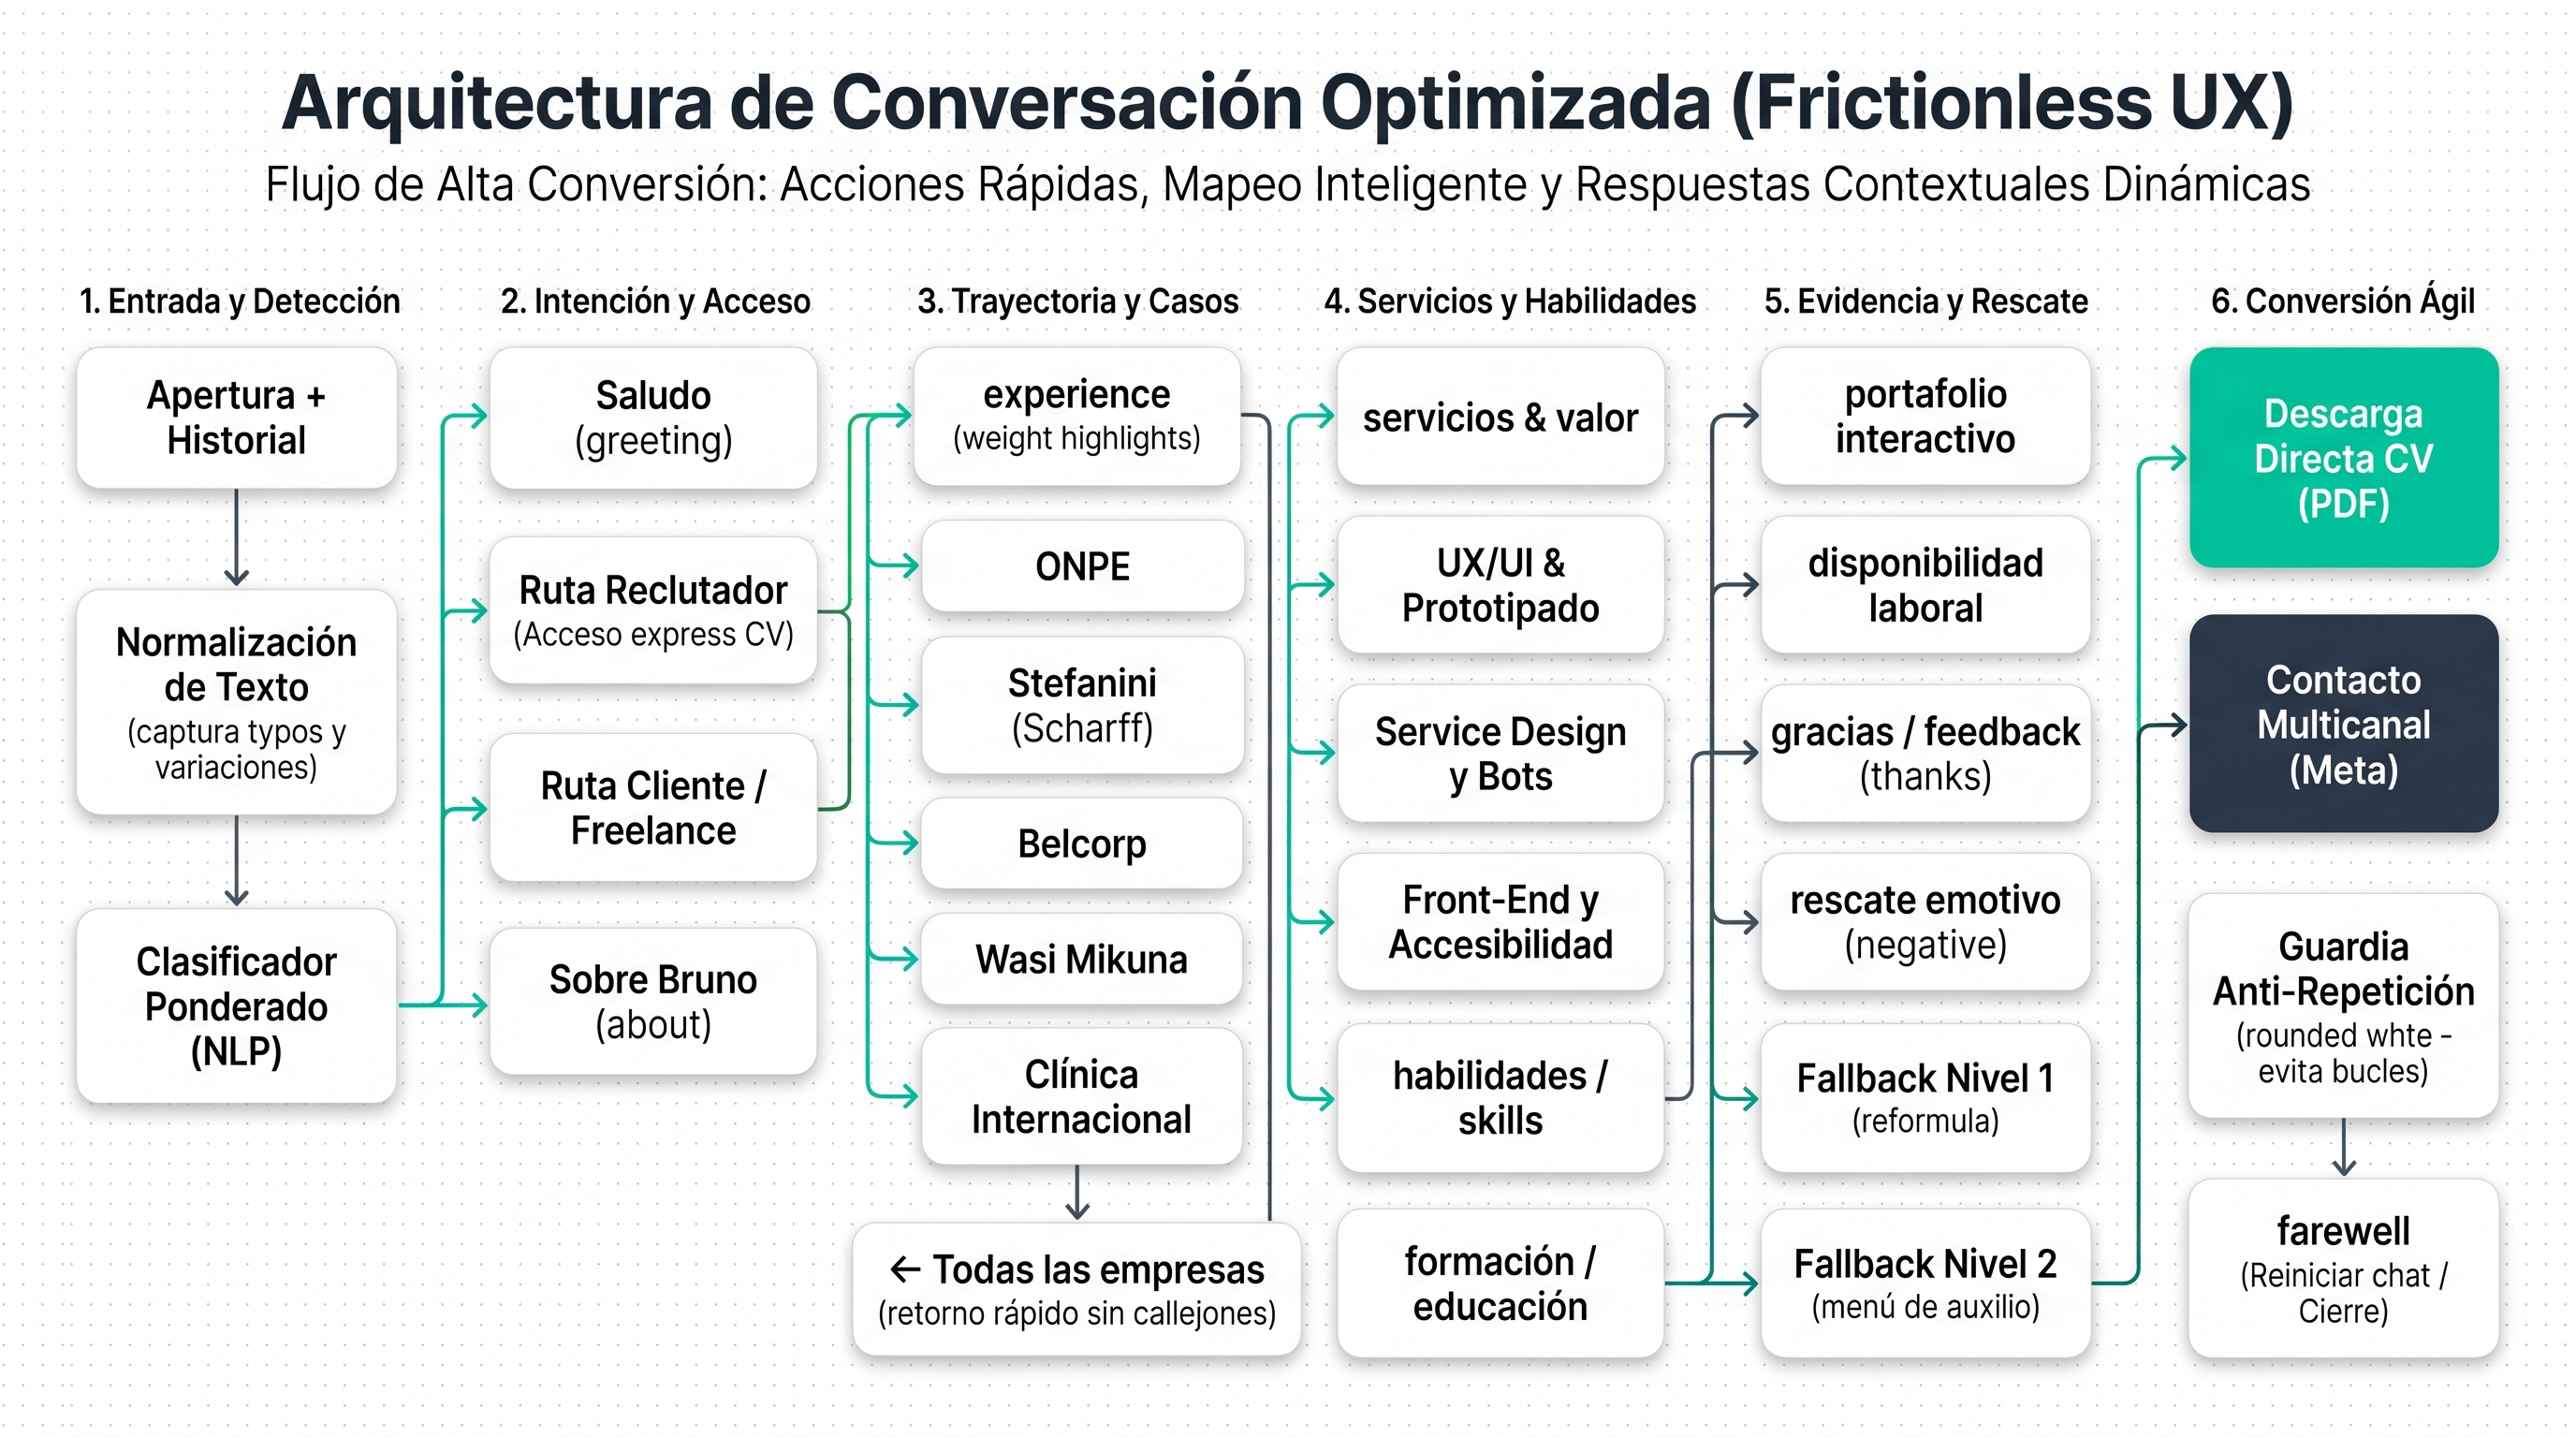 Arquitectura de Conversación Optimizada (Frictionless UX)
Flujo de Alta Conversión: Acciones Rápidas, Mapeo Inteligente y Respuestas Contextuales Dinámicas
1. Entrada y Detección
Apertura +
Historial
Normalización
de Texto
(captura typos y
variaciones)
Clasificador
Ponderado
(NLP)
2. Intención y Acceso
Saludo
(greeting)
Ruta Reclutador
(Acceso express CV)
Ruta Cliente /
Freelance
Sobre Bruno
(about)
3. Trayectoria y Casos
experience
(weight highlights)
ONPE
Stefanini
(Scharff)
Belcorp
Wasi Mikuna
Clínica
Internacional
← Todas las empresas
(retorno rápido sin callejones)
4. Servicios y Habilidades
servicios & valor
UX/UI &
Prototipado
Service Design
y Bots
Front-End y
Accesibilidad
habilidades /
skills
formación /
educación
5. Evidencia y Rescate
portafolio
interactivo
disponibilidad
laboral
gracias / feedback
(thanks)
rescate emotivo
(negative)
Fallback Nivel 1
(reformula)
Fallback Nivel 2
(menú de auxilio)
6. Conversión Ágil
Descarga
Directa CV
(PDF)
Contacto
Multicanal
(Meta)
Guardia
Anti-Repetición
(rounded whte -
evita bucles)
farewell
(Reiniciar chat /
Cierre)